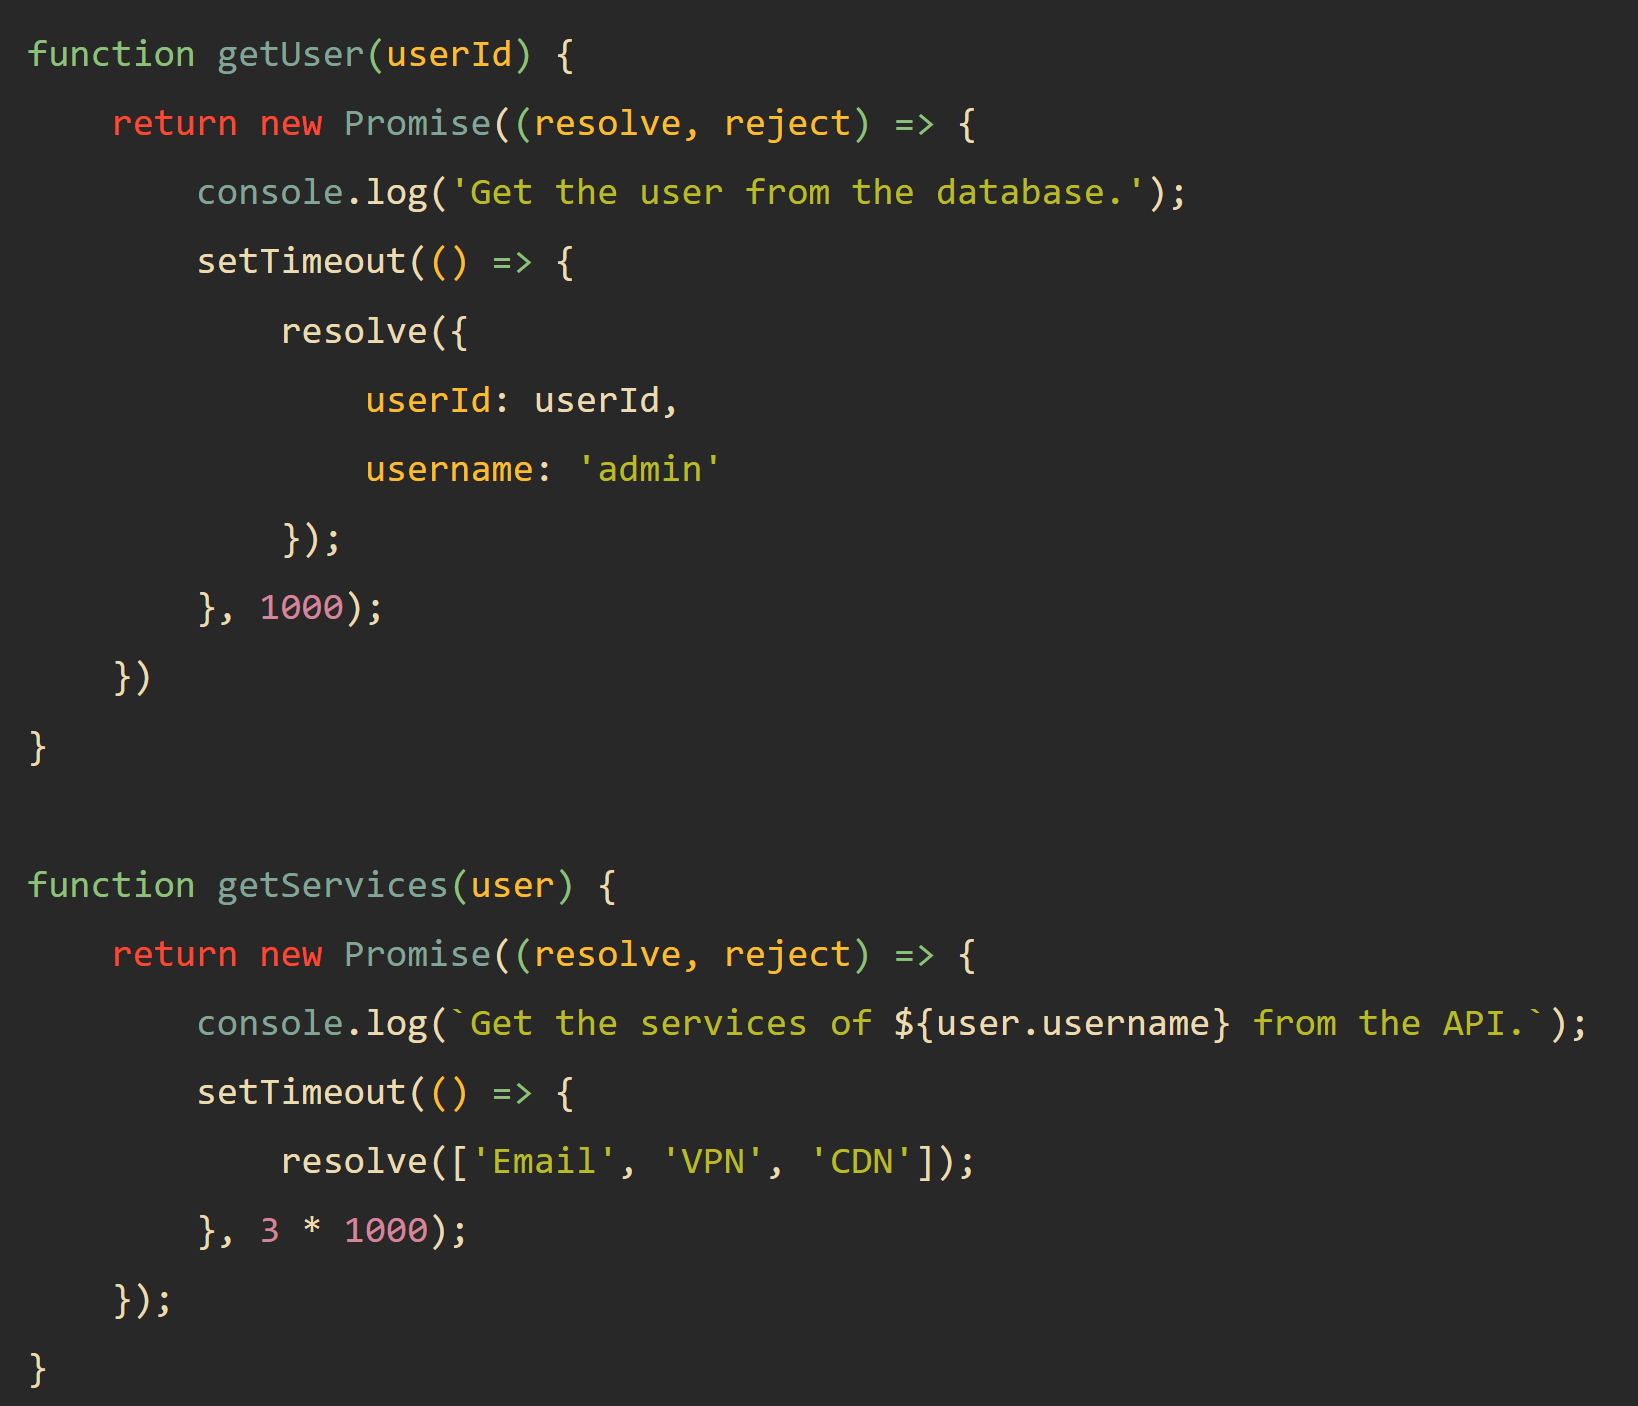 function getUser(userId) {
    return new Promise((resolve, reject) => {
        console.log('Get the user from the database.');
        setTimeout(() => {
            resolve({
                userId: userId,
                username: 'admin'
            });
        }, 1000);
    })
}

function getServices(user) {
    return new Promise((resolve, reject) => {
        console.log(`Get the services of ${user.username} from the API.`);
        setTimeout(() => {
            resolve(['Email', 'VPN', 'CDN']);
        }, 3 * 1000);
    });
}